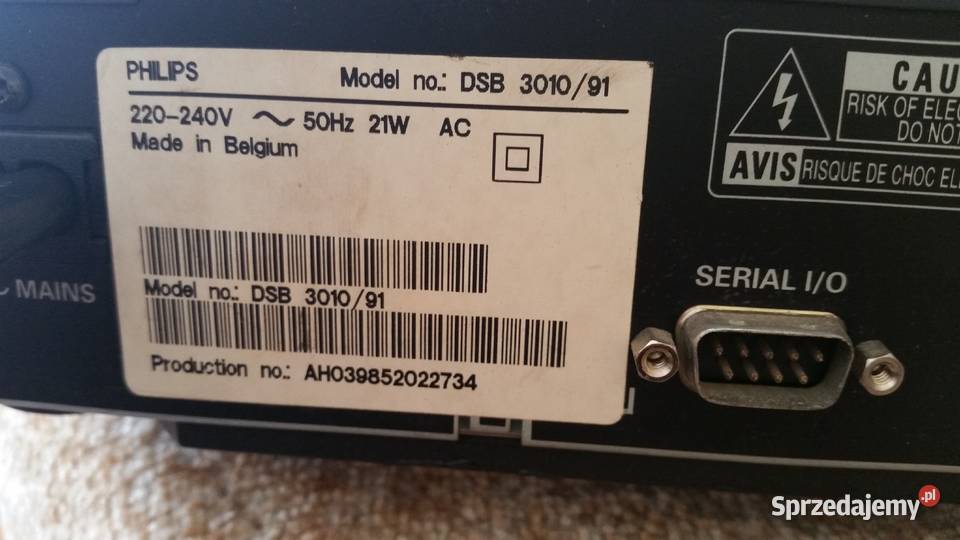 PHILIPS Model no.: DSB 3010/91
220-240V ~ 50Hz 21W AC
Made in Belgium
Model no.: DSB 3010/91
Production no.: AH039852022734
MAINS
CAU
RISK OF ELEC
DO NOT
AVIS RISQUE DE CHOC EL
SERIAL I/O
Sprzedajemy.pl